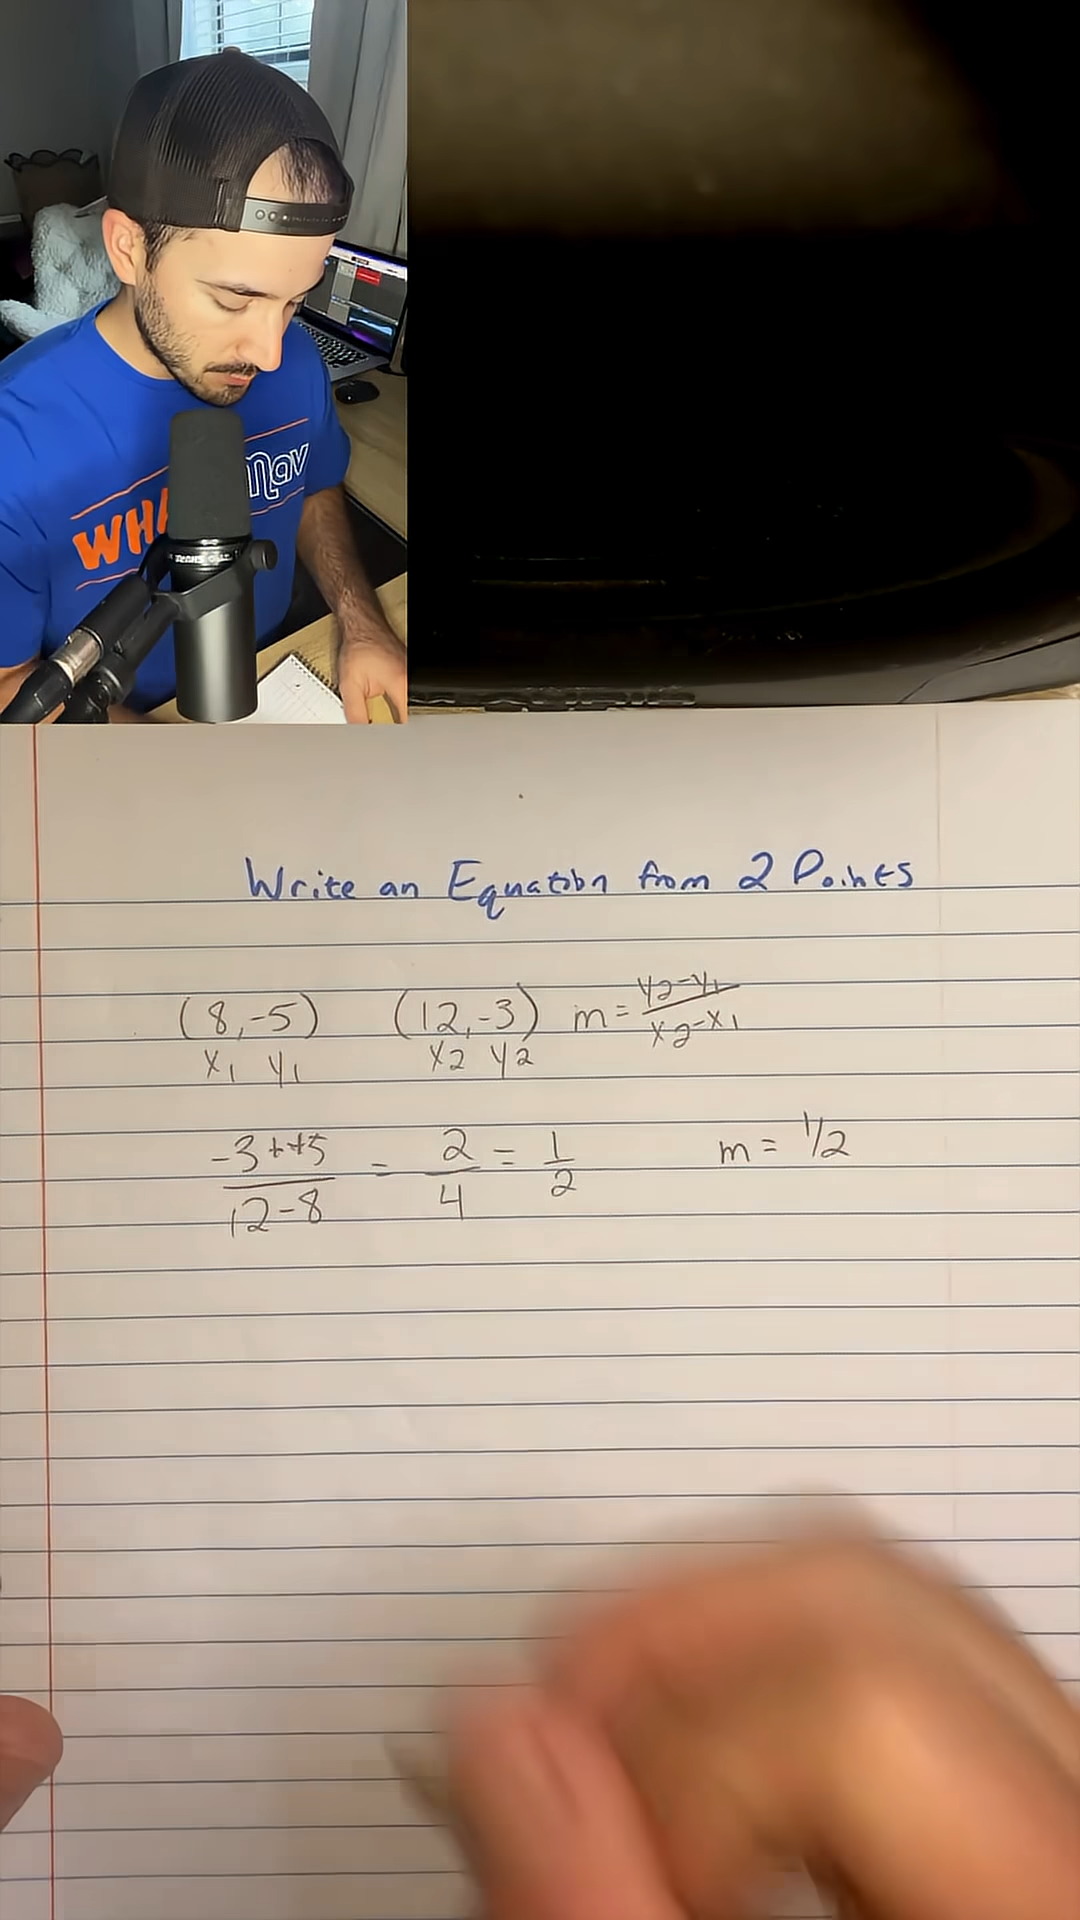 Write an Equation from 2 Points
(8,-5) (12,-3) m = y2-y1
x2-x1
x1 y1 x2 y2
-3++5 = 2 = 1 m = 1/2
12-8 4 2